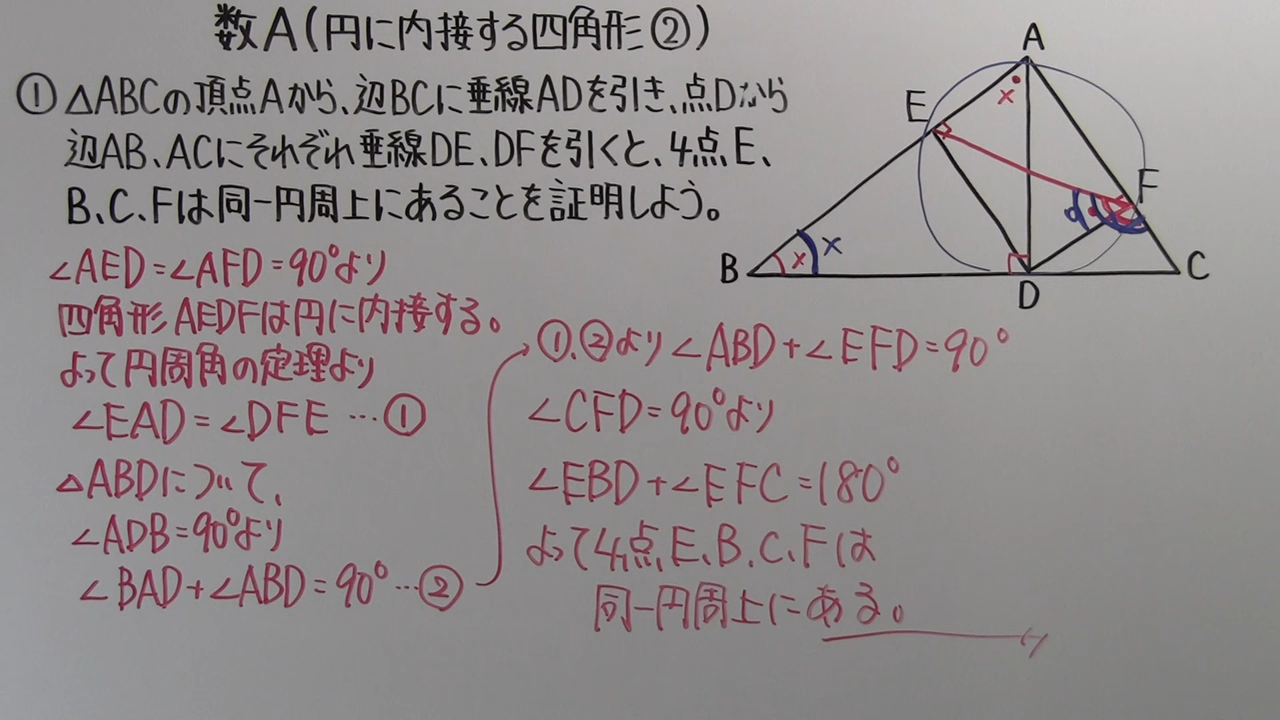 数A(円に内接する四角形②)
① △ABCの頂点Aから、辺BCに垂線ADを引き、点Dから
辺AB、ACにそれぞれ垂線DE、DFを引くと、4点E、
B、C、Fは同一円周上にあることを証明しよう。
∠AED=∠AFD=90°より
四角形AEDFは円に内接する。
よって円周角の定理より
∠EAD=∠DFE …①
△ABDについて、
∠ADB=90°より
∠BAD+∠ABD=90°…②
①、②より∠ABD+∠EFD=90°
∠CFD=90°より
∠EBD+∠EFC=180°
よって4点E、B、C、Fは
同一円周上にある。
A
E
x
F
B
x
x
D
C